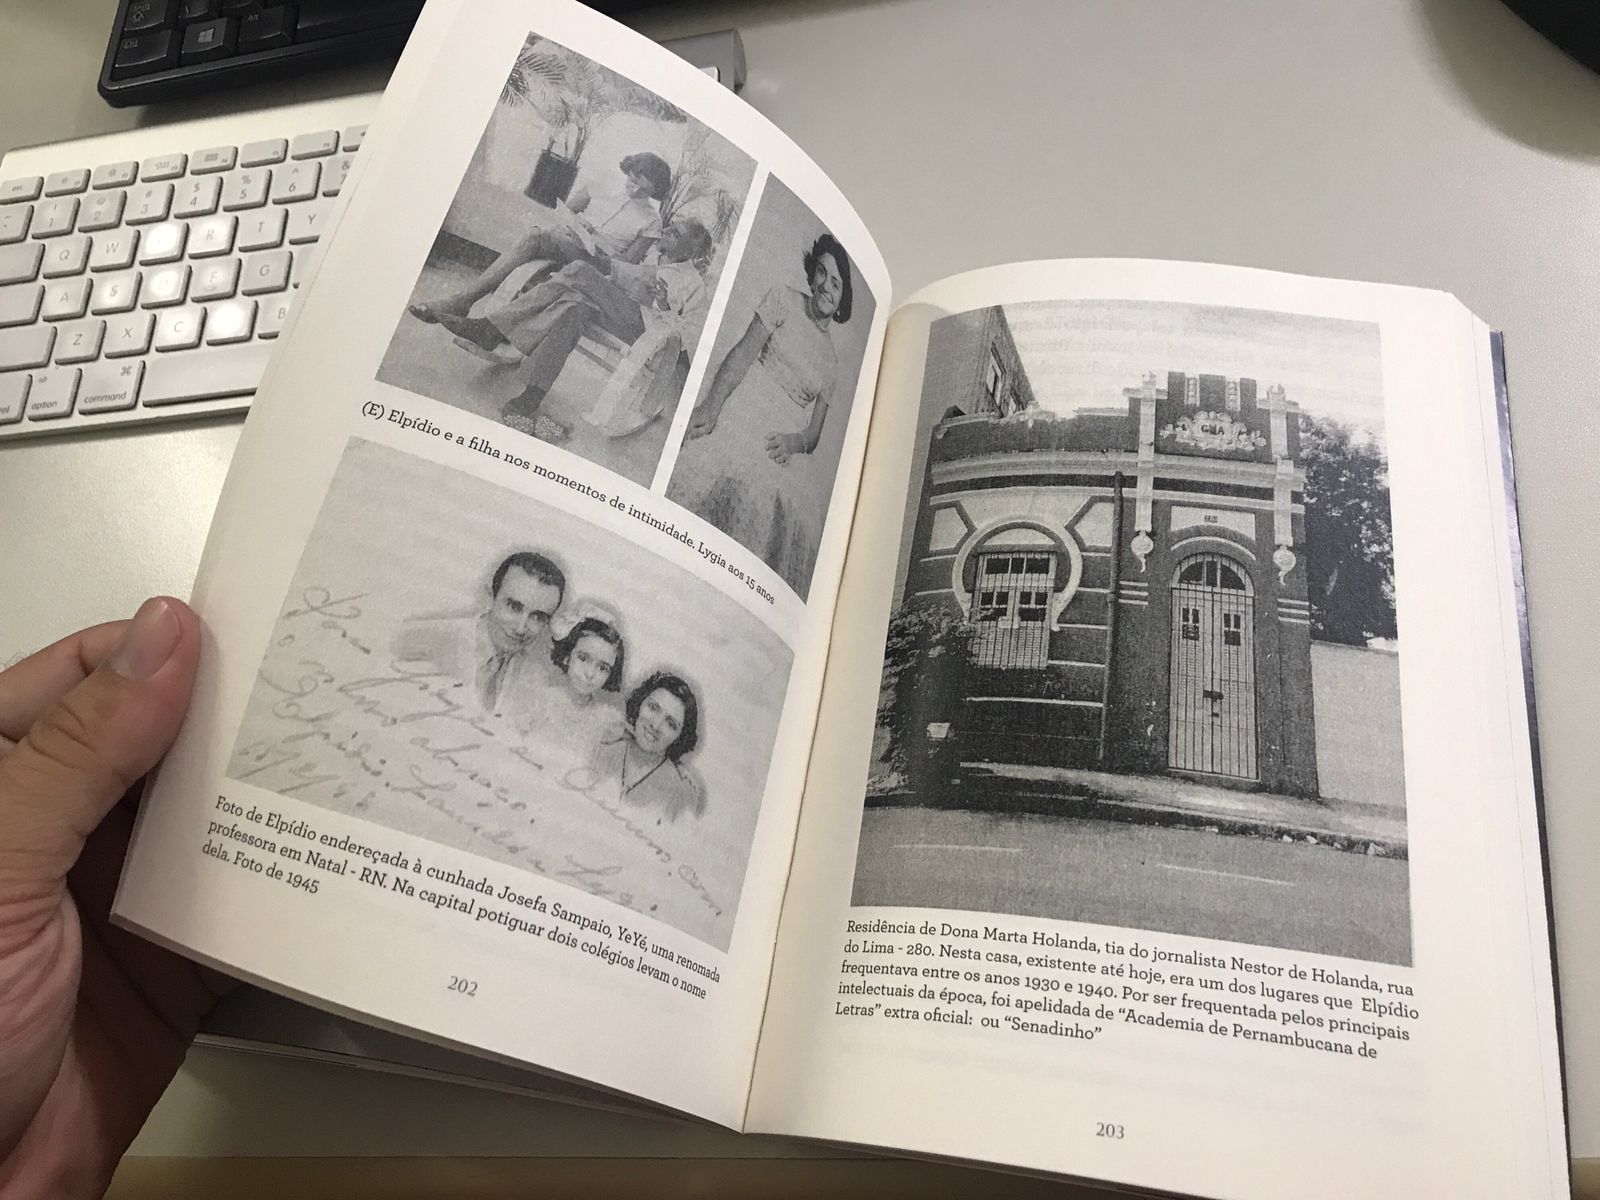 (E) Elpídio e a filha nos momentos de intimidade. Lygia aos 15 anos
Foto de Elpídio endereçada à cunhada Josefa Sampaio, YeYé, uma renomada
professora em Natal - RN. Na capital potiguar dois colégios levam o nome
dela. Foto de 1945
202
280
Residência de Dona Marta Holanda, tia do jornalista Nestor de Holanda, rua
do Lima - 280. Nesta casa, existente até hoje, era um dos lugares que Elpídio
frequentava entre os anos 1930 e 1940. Por ser frequentada pelos principais
intelectuais da época, foi apelidada de “Academia de Pernambucana de
Letras” extra oficial: ou “Senadinho”
203
Q W R T Y
A S D F G
Z X C B
option command